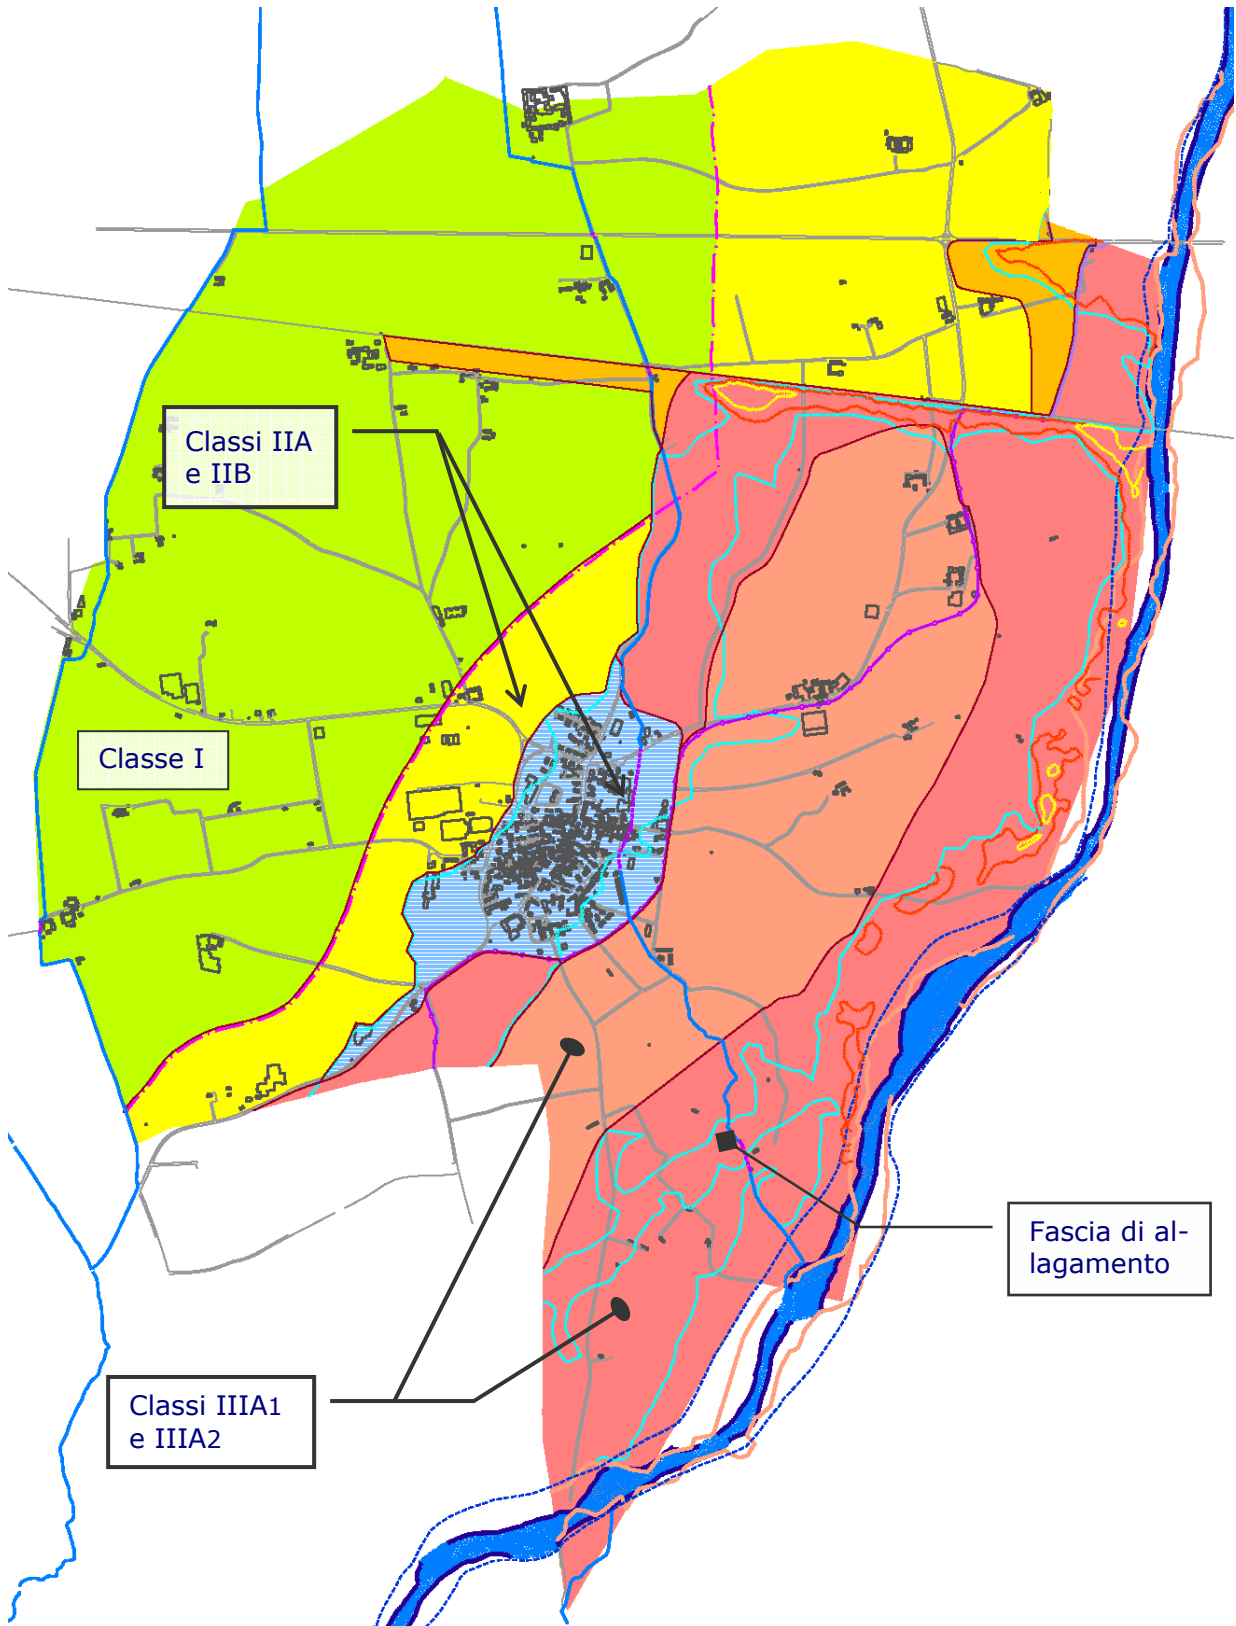 Classi IIA
e IIB
Classe I
Fascia di al-
lagamento
Classi IIIA1
e IIIA2